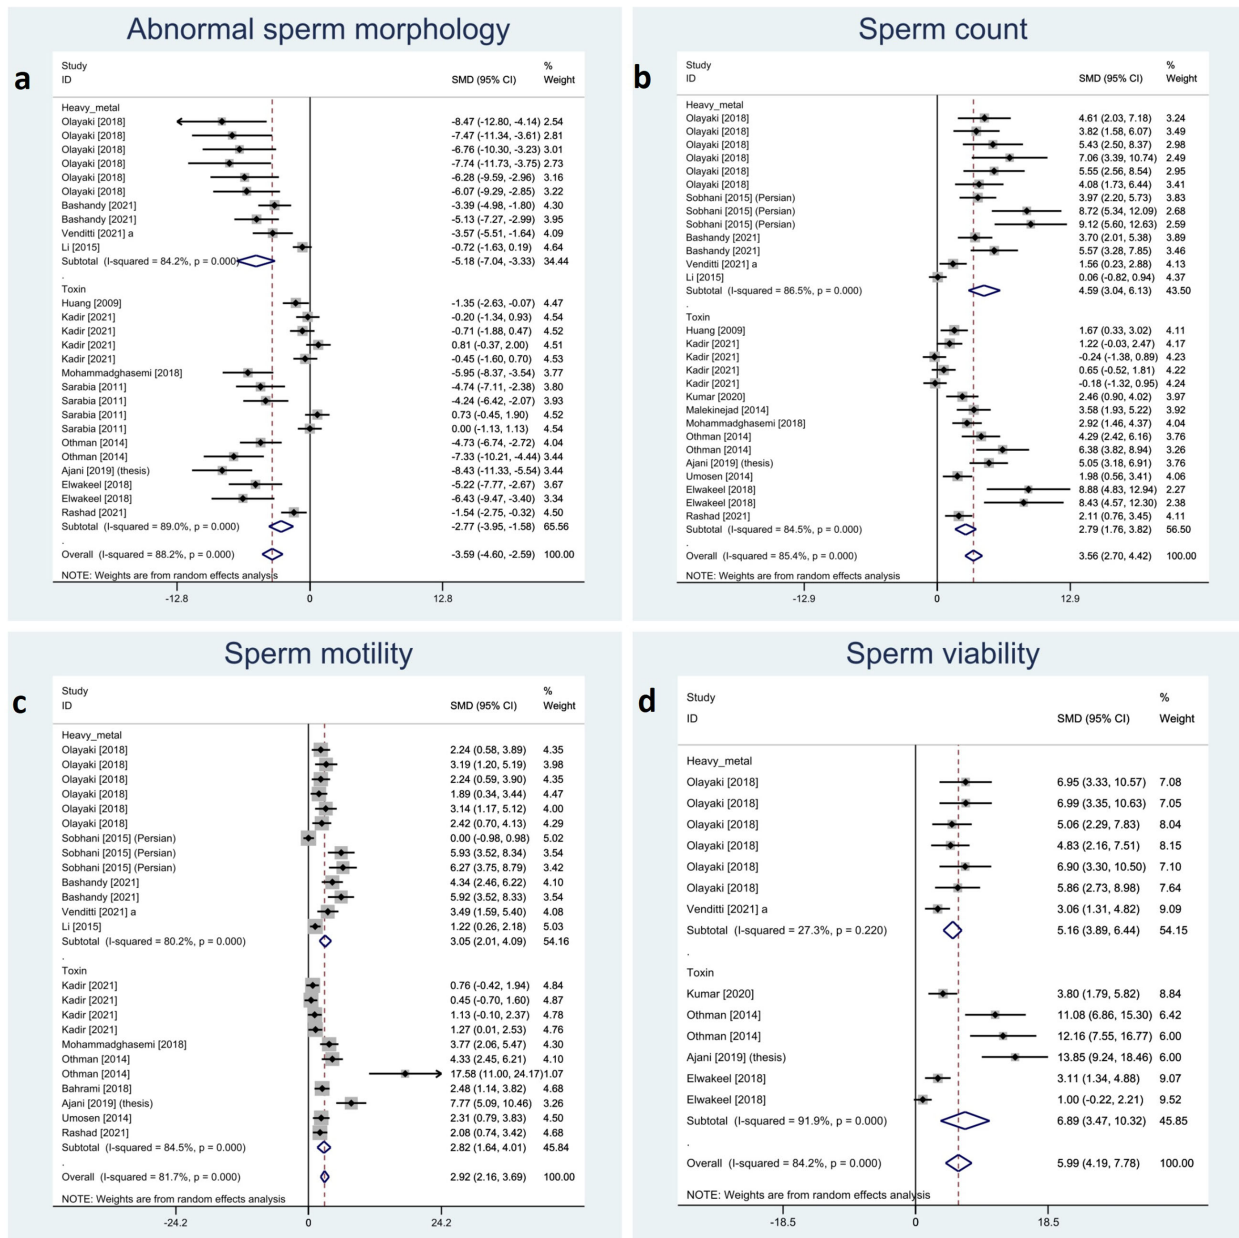 Abnormal sperm morphology
a
Study %
ID SMD (95% CI) Weight
Heavy_metal
Olayaki [2018] -8.47 (-12.80, -4.14) 2.54
Olayaki [2018] -7.47 (-11.34, -3.61) 2.81
Olayaki [2018] -6.76 (-10.30, -3.23) 3.01
Olayaki [2018] -7.74 (-11.73, -3.75) 2.73
Olayaki [2018] -6.28 (-9.59, -2.96) 3.16
Olayaki [2018] -6.07 (-9.29, -2.85) 3.22
Bashandy [2021] -3.39 (-4.98, -1.80) 4.30
Bashandy [2021] -5.13 (-7.27, -2.99) 3.95
Venditti [2021] a -3.57 (-5.51, -1.64) 4.09
Li [2015] -0.72 (-1.63, 0.19) 4.64
Subtotal (I-squared = 84.2%, p = 0.000) -5.18 (-7.04, -3.33) 34.44
.
Toxin
Huang [2009] -1.35 (-2.63, -0.07) 4.47
Kadir [2021] -0.20 (-1.34, 0.93) 4.54
Kadir [2021] -0.71 (-1.88, 0.47) 4.52
Kadir [2021] 0.81 (-0.37, 2.00) 4.51
Kadir [2021] -0.45 (-1.60, 0.70) 4.53
Mohammadghasemi [2018] -5.95 (-8.37, -3.54) 3.77
Sarabia [2011] -4.74 (-7.11, -2.38) 3.80
Sarabia [2011] -4.24 (-6.42, -2.07) 3.93
Sarabia [2011] 0.73 (-0.45, 1.90) 4.52
Sarabia [2011] 0.00 (-1.13, 1.13) 4.54
Othman [2014] -4.73 (-6.74, -2.72) 4.04
Othman [2014] -7.33 (-10.21, -4.44) 3.44
Ajani [2019] (thesis) -8.43 (-11.33, -5.54) 3.44
Elwakeel [2018] -5.22 (-7.77, -2.67) 3.67
Elwakeel [2018] -6.43 (-9.47, -3.40) 3.34
Rashad [2021] -1.54 (-2.75, -0.32) 4.50
Subtotal (I-squared = 89.0%, p = 0.000) -2.77 (-3.95, -1.58) 65.56
.
Overall (I-squared = 88.2%, p = 0.000) -3.59 (-4.60, -2.59) 100.00
NOTE: Weights are from random effects analysis
-12.8 0 12.8
Sperm count
b
Study %
ID SMD (95% CI) Weight
Heavy_metal
Olayaki [2018] 4.61 (2.03, 7.18) 3.24
Olayaki [2018] 3.82 (1.58, 6.07) 3.49
Olayaki [2018] 5.43 (2.50, 8.37) 2.98
Olayaki [2018] 7.06 (3.39, 10.74) 2.49
Olayaki [2018] 5.55 (2.56, 8.54) 2.95
Olayaki [2018] 4.08 (1.73, 6.44) 3.41
Sobhani [2015] (Persian) 3.97 (2.20, 5.73) 3.83
Sobhani [2015] (Persian) 8.72 (5.34, 12.09) 2.68
Sobhani [2015] (Persian) 9.12 (5.60, 12.63) 2.59
Bashandy [2021] 3.70 (2.01, 5.38) 3.89
Bashandy [2021] 5.57 (3.28, 7.85) 3.46
Venditti [2021] a 1.56 (0.23, 2.88) 4.13
Li [2015] 0.06 (-0.82, 0.94) 4.37
Subtotal (I-squared = 86.5%, p = 0.000) 4.59 (3.04, 6.13) 43.50
.
Toxin
Huang [2009] 1.67 (0.33, 3.02) 4.11
Kadir [2021] 1.22 (-0.03, 2.47) 4.17
Kadir [2021] -0.24 (-1.38, 0.89) 4.23
Kadir [2021] 0.65 (-0.52, 1.81) 4.22
Kadir [2021] -0.18 (-1.32, 0.95) 4.24
Kumar [2020] 2.46 (0.90, 4.02) 3.97
Malekinejad [2014] 3.58 (1.93, 5.22) 3.92
Mohammadghasemi [2018] 2.92 (1.46, 4.37) 4.04
Othman [2014] 4.29 (2.42, 6.16) 3.76
Othman [2014] 6.38 (3.82, 8.94) 3.26
Ajani [2019] (thesis) 5.05 (3.18, 6.91) 3.76
Umosen [2014] 1.98 (0.56, 3.41) 4.06
Elwakeel [2018] 8.88 (4.83, 12.94) 2.27
Elwakeel [2018] 8.43 (4.57, 12.30) 2.38
Rashad [2021] 2.11 (0.76, 3.45) 4.11
Subtotal (I-squared = 84.5%, p = 0.000) 2.79 (1.76, 3.82) 56.50
.
Overall (I-squared = 85.4%, p = 0.000) 3.56 (2.70, 4.42) 100.00
NOTE: Weights are from random effects analysis
-12.9 0 12.9
Sperm motility
c
Study %
ID SMD (95% CI) Weight
Heavy_metal
Olayaki [2018] 2.24 (0.58, 3.89) 4.35
Olayaki [2018] 3.19 (1.20, 5.19) 3.98
Olayaki [2018] 2.24 (0.59, 3.90) 4.35
Olayaki [2018] 1.89 (0.34, 3.44) 4.47
Olayaki [2018] 3.14 (1.17, 5.12) 4.00
Olayaki [2018] 2.42 (0.70, 4.13) 4.29
Sobhani [2015] (Persian) 0.00 (-0.98, 0.98) 5.02
Sobhani [2015] (Persian) 5.93 (3.52, 8.34) 3.54
Sobhani [2015] (Persian) 6.27 (3.75, 8.79) 3.42
Bashandy [2021] 4.34 (2.46, 6.22) 4.10
Bashandy [2021] 5.92 (3.52, 8.33) 3.54
Venditti [2021] a 3.49 (1.59, 5.40) 4.08
Li [2015] 1.22 (0.26, 2.18) 5.03
Subtotal (I-squared = 80.2%, p = 0.000) 3.05 (2.01, 4.09) 54.16
.
Toxin
Kadir [2021] 0.76 (-0.42, 1.94) 4.84
Kadir [2021] 0.45 (-0.70, 1.60) 4.87
Kadir [2021] 1.13 (-0.10, 2.37) 4.78
Kadir [2021] 1.27 (0.01, 2.53) 4.76
Mohammadghasemi [2018] 3.77 (2.06, 5.47) 4.30
Othman [2014] 4.33 (2.45, 6.21) 4.10
Othman [2014] 17.58 (11.00, 24.17) 1.07
Bahrami [2018] 2.48 (1.14, 3.82) 4.68
Ajani [2019] (thesis) 7.77 (5.09, 10.46) 3.26
Umosen [2014] 2.31 (0.79, 3.83) 4.50
Rashad [2021] 2.08 (0.74, 3.42) 4.68
Subtotal (I-squared = 84.5%, p = 0.000) 2.82 (1.64, 4.01) 45.84
.
Overall (I-squared = 81.7%, p = 0.000) 2.92 (2.16, 3.69) 100.00
NOTE: Weights are from random effects analysis
-24.2 0 24.2
Sperm viability
d
Study %
ID SMD (95% CI) Weight
Heavy_metal
Olayaki [2018] 6.95 (3.33, 10.57) 7.08
Olayaki [2018] 6.99 (3.35, 10.63) 7.05
Olayaki [2018] 5.06 (2.29, 7.83) 8.04
Olayaki [2018] 4.83 (2.16, 7.51) 8.15
Olayaki [2018] 6.90 (3.30, 10.50) 7.10
Olayaki [2018] 5.86 (2.73, 8.98) 7.64
Venditti [2021] a 3.06 (1.31, 4.82) 9.09
Subtotal (I-squared = 27.3%, p = 0.220) 5.16 (3.89, 6.44) 54.15
.
Toxin
Kumar [2020] 3.80 (1.79, 5.82) 8.84
Othman [2014] 11.08 (6.86, 15.30) 6.42
Othman [2014] 12.16 (7.55, 16.77) 6.00
Ajani [2019] (thesis) 13.85 (9.24, 18.46) 6.00
Elwakeel [2018] 3.11 (1.34, 4.88) 9.07
Elwakeel [2018] 1.00 (-0.22, 2.21) 9.52
Subtotal (I-squared = 91.9%, p = 0.000) 6.89 (3.47, 10.32) 45.85
.
Overall (I-squared = 84.2%, p = 0.000) 5.99 (4.19, 7.78) 100.00
NOTE: Weights are from random effects analysis
-18.5 0 18.5